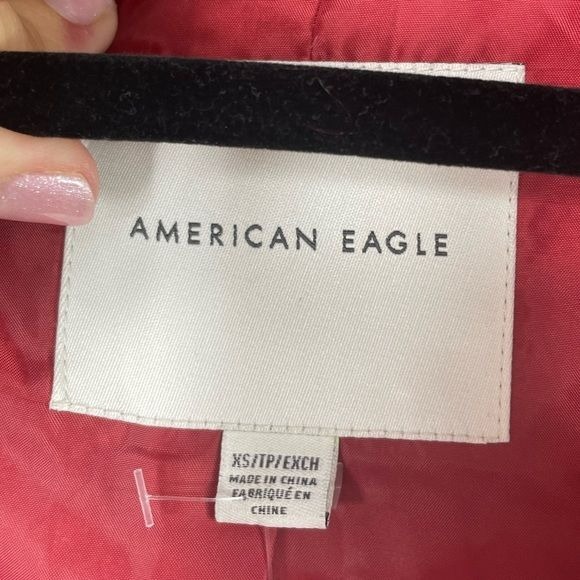 AMERICAN EAGLE
XS/TP/EXCH
MADE IN CHINA
FABRIQUÉ EN
CHINE